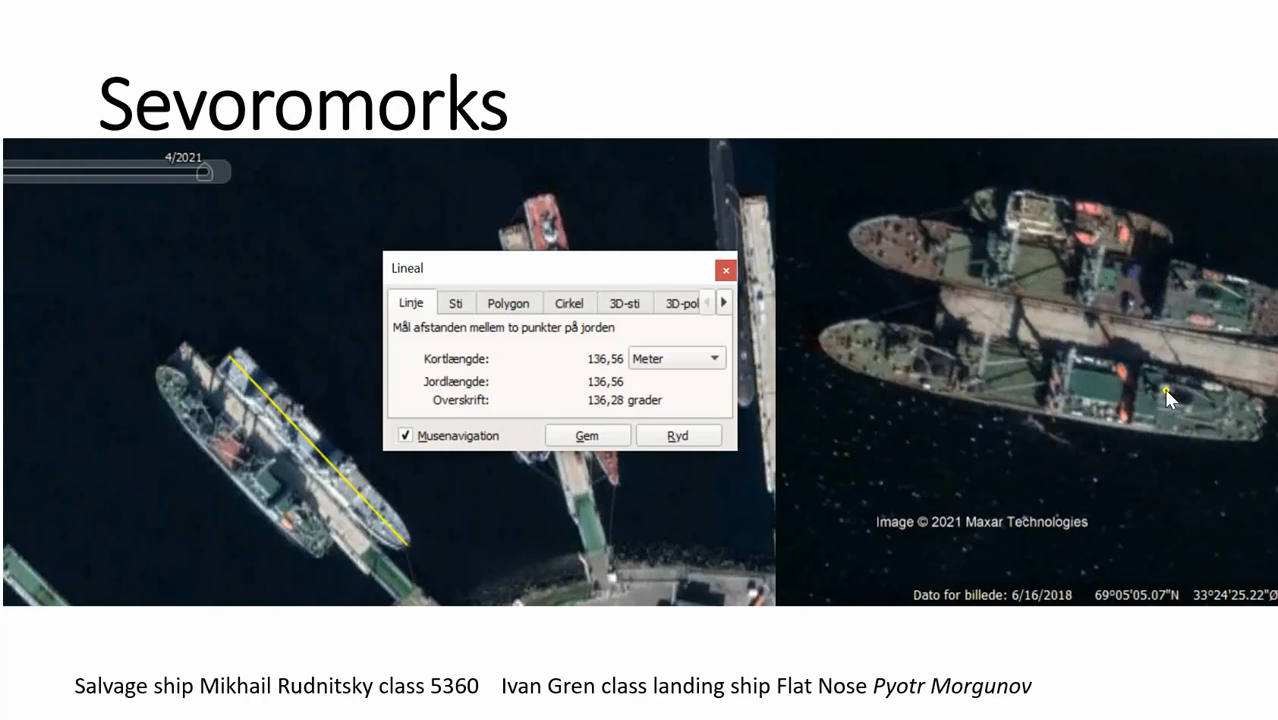 Sevoromorks
4/2021
Lineal
Linje Sti Polygon Cirkel 3D-sti 3D-pol
Mål afstanden mellem to punkter på jorden
Kortlængde: 136,56 Meter
Jordlængde: 136,56
Overskrift: 136,28 grader
Musenavigation Gem Ryd
Image © 2021 Maxar Technologies
Dato for billede: 6/16/2018 69°05'05.07"N 33°24'25.22"Ø
Salvage ship Mikhail Rudnitsky class 5360 Ivan Gren class landing ship Flat Nose Pyotr Morgunov